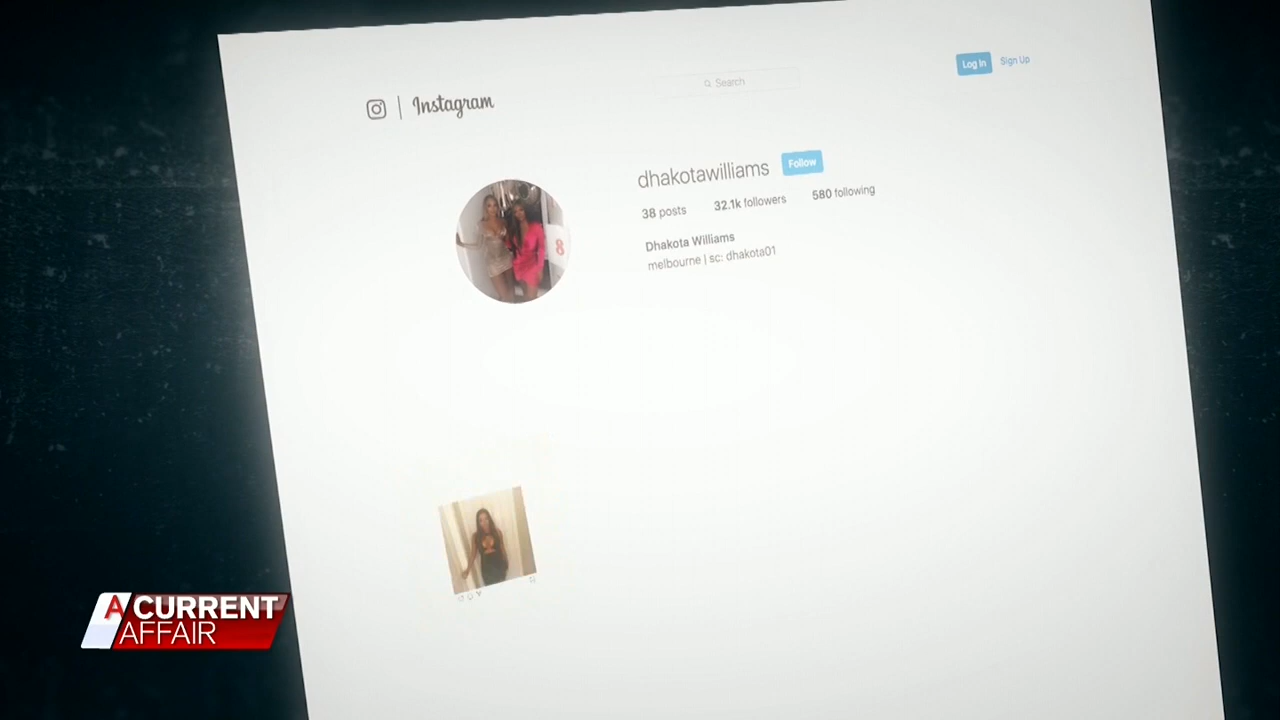 Instagram
Search
Log In Sign Up
dhakotawilliams Follow
38 posts 32.1k followers 580 following
Dhakota Williams
melbourne | sc: dhakota01
8
A CURRENT
AFFAIR